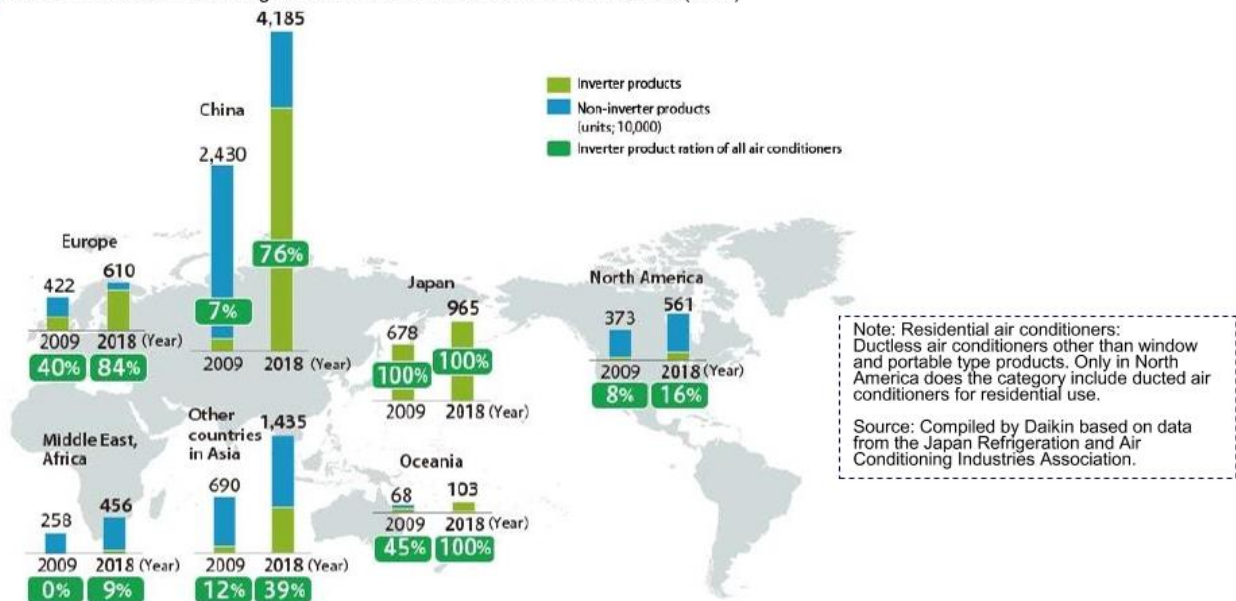 4,185
Inverter products
Non-inverter products
(units; 10,000)
Inverter product ration of all air conditioners
China
2,430
76%
7%
2009
2018 (Year)
Europe
422
610
2009
2018 (Year)
40%
84%
Japan
678
965
100%
100%
2009
2018 (Year)
North America
373
561
2009
2018 (Year)
8%
16%
Middle East,
Africa
258
456
2009
2018 (Year)
0%
9%
Other
countries
in Asia
690
1,435
2009
2018 (Year)
12%
39%
Oceania
68
103
2009
2018 (Year)
45%
100%
Note: Residential air conditioners:
Ductless air conditioners other than window
and portable type products. Only in North
America does the category include ducted air
conditioners for residential use.
Source: Compiled by Daikin based on data
from the Japan Refrigeration and Air
Conditioning Industries Association.